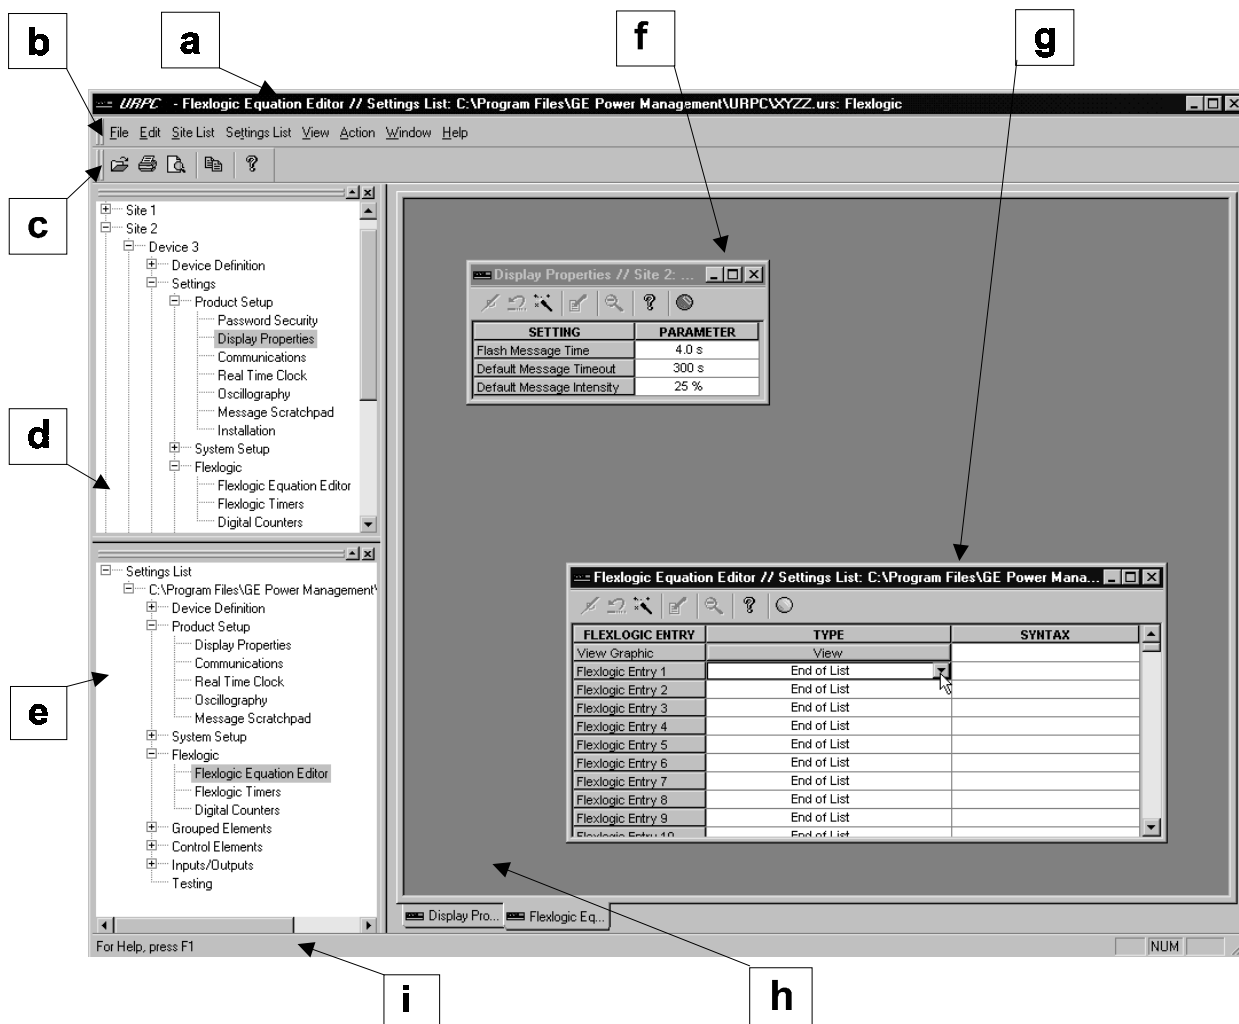 b
a
f
g
URPC - Flexlogic Equation Editor // Settings List: C:\Program Files\GE Power Management\URPC\XYZZ.urs: Flexlogic
File Edit Site List Settings List View Action Window Help
c
Site 1
Site 2
Device 3
Device Definition
Settings
Product Setup
Password Security
Display Properties
Communications
Real Time Clock
Oscillography
Message Scratchpad
Installation
System Setup
Flexlogic
Flexlogic Equation Editor
Flexlogic Timers
Digital Counters
d
Display Properties // Site 2: ...
SETTING PARAMETER
Flash Message Time 4.0 s
Default Message Timeout 300 s
Default Message Intensity 25 %
Settings List
C:\Program Files\GE Power Management\
Device Definition
Product Setup
Display Properties
Communications
Real Time Clock
Oscillography
Message Scratchpad
System Setup
Flexlogic
Flexlogic Equation Editor
Flexlogic Timers
Digital Counters
Grouped Elements
Control Elements
Inputs/Outputs
Testing
e
Flexlogic Equation Editor // Settings List: C:\Program Files\GE Power Mana...
FLEXLOGIC ENTRY TYPE SYNTAX
View Graphic View
Flexlogic Entry 1 End of List
Flexlogic Entry 2 End of List
Flexlogic Entry 3 End of List
Flexlogic Entry 4 End of List
Flexlogic Entry 5 End of List
Flexlogic Entry 6 End of List
Flexlogic Entry 7 End of List
Flexlogic Entry 8 End of List
Flexlogic Entry 9 End of List
Flexlogic Entry 10 End of List
Display Pro... Flexlogic Eq...
For Help, press F1
NUM
i
h